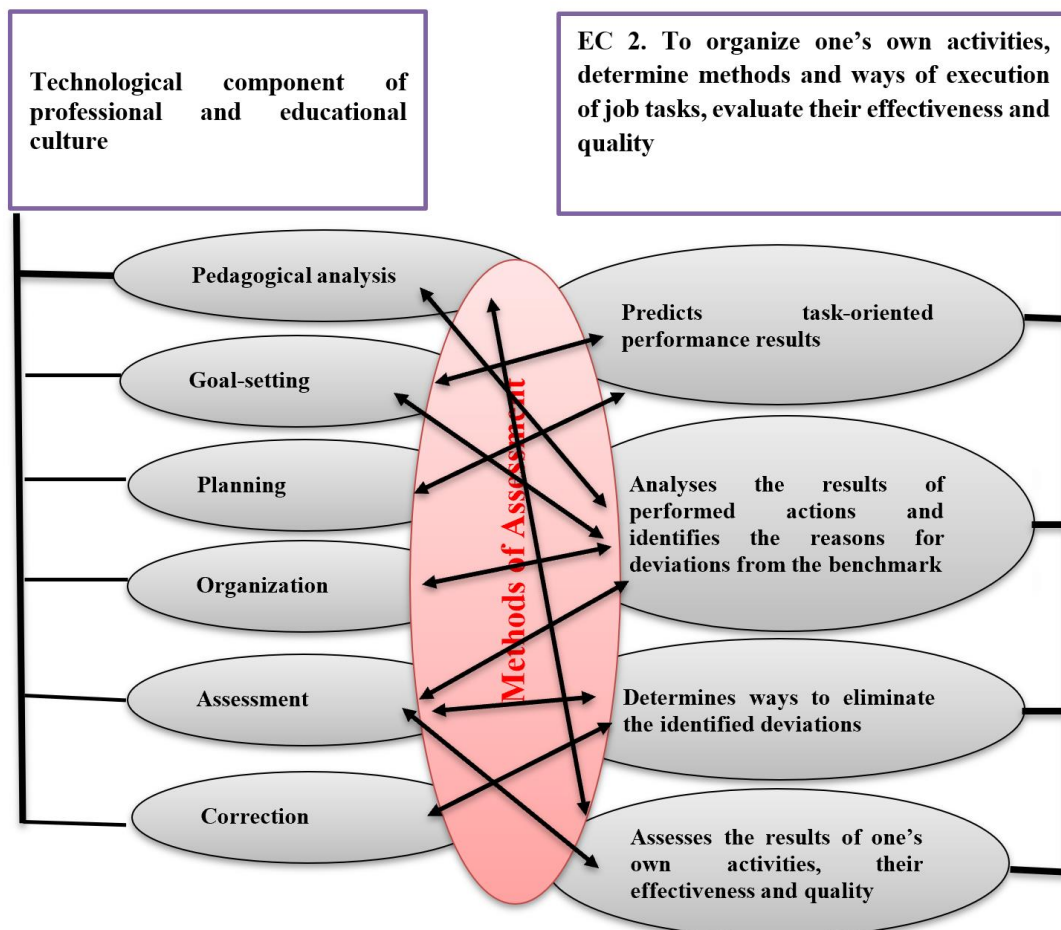 Technological component of
professional and educational
culture
EC 2. To organize one’s own activities,
determine methods and ways of execution
of job tasks, evaluate their effectiveness and
quality
Pedagogical analysis
Goal-setting
Planning
Organization
Assessment
Correction
Methods of Assessment
Predicts task-oriented
performance results
Analyses the results of
performed actions and
identifies the reasons for
deviations from the benchmark
Determines ways to eliminate
the identified deviations
Assesses the results of one’s
own activities, their
effectiveness and quality